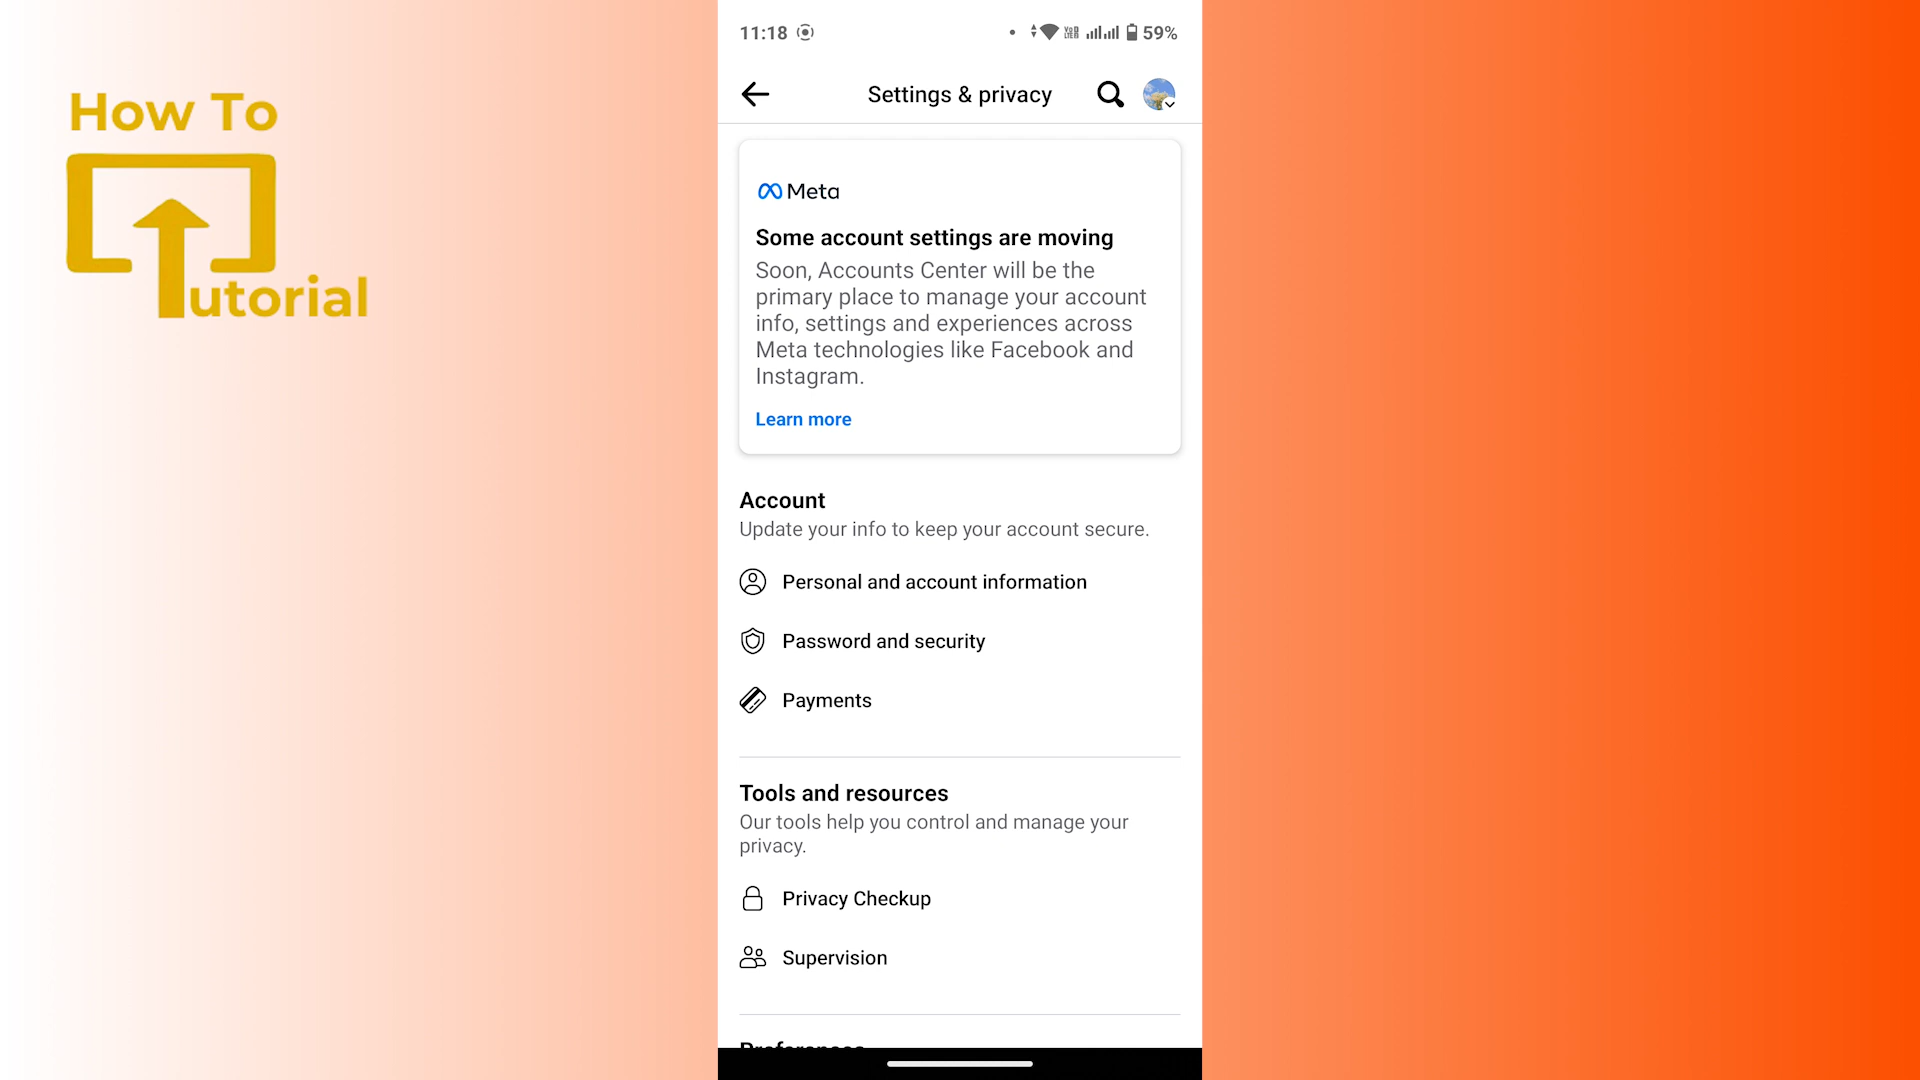 How To
Tutorial
11:18
59%
Settings & privacy
Meta
Some account settings are moving
Soon, Accounts Center will be the
primary place to manage your account
info, settings and experiences across
Meta technologies like Facebook and
Instagram.
Learn more
Account
Update your info to keep your account secure.
Personal and account information
Password and security
Payments
Tools and resources
Our tools help you control and manage your
privacy.
Privacy Checkup
Supervision
Preferences